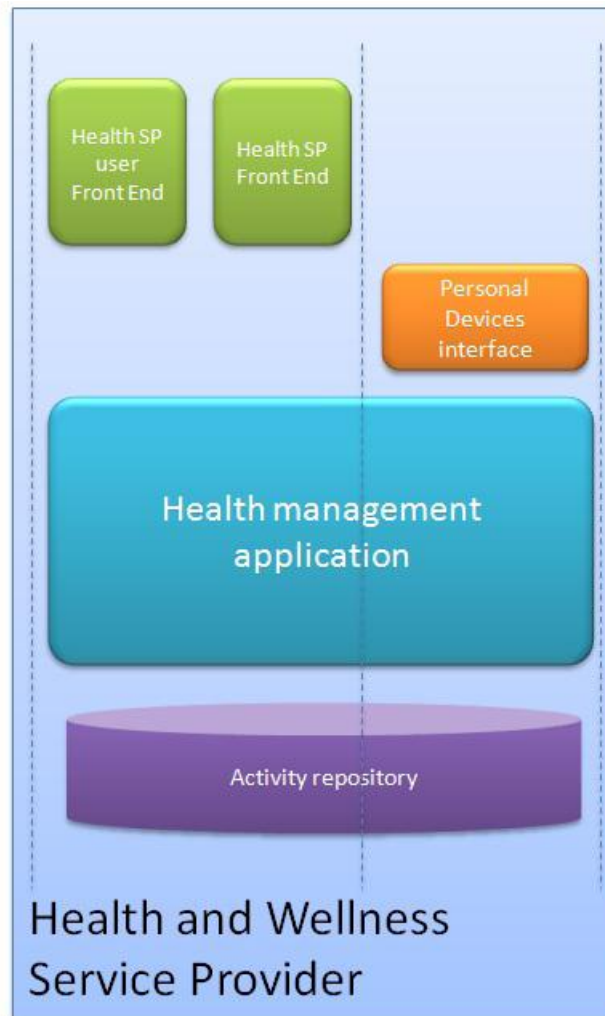 Health SP
user
Front End
Health SP
Front End
Personal
Devices
interface
Health management
application
Activity repository
Health and Wellness
Service Provider